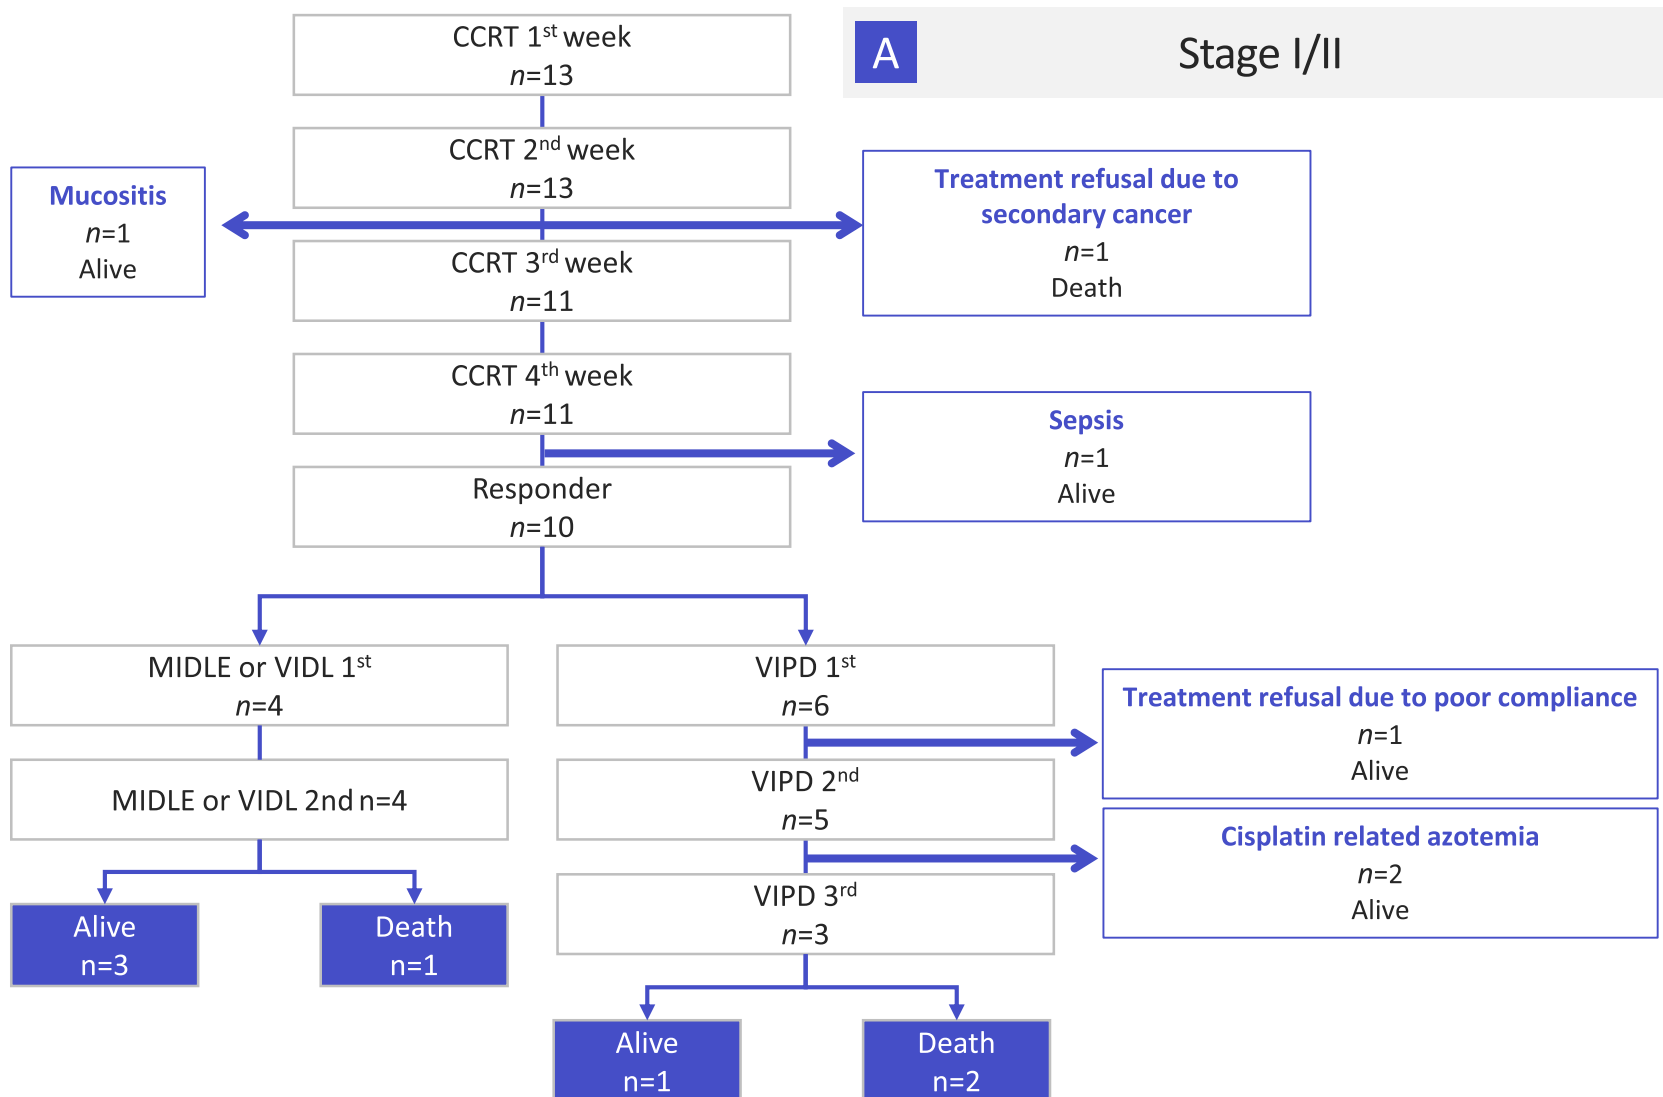 CCRT 1st week
n=13
A
Stage I/II
CCRT 2nd week
n=13
Mucositis
n=1
Alive
Treatment refusal due to
secondary cancer
n=1
Death
CCRT 3rd week
n=11
CCRT 4th week
n=11
Sepsis
n=1
Alive
Responder
n=10
MIDLE or VIDL 1st
n=4
VIPD 1st
n=6
Treatment refusal due to poor compliance
n=1
Alive
MIDLE or VIDL 2nd n=4
VIPD 2nd
n=5
Cisplatin related azotemia
n=2
Alive
VIPD 3rd
n=3
Alive
n=3
Death
n=1
Alive
n=1
Death
n=2